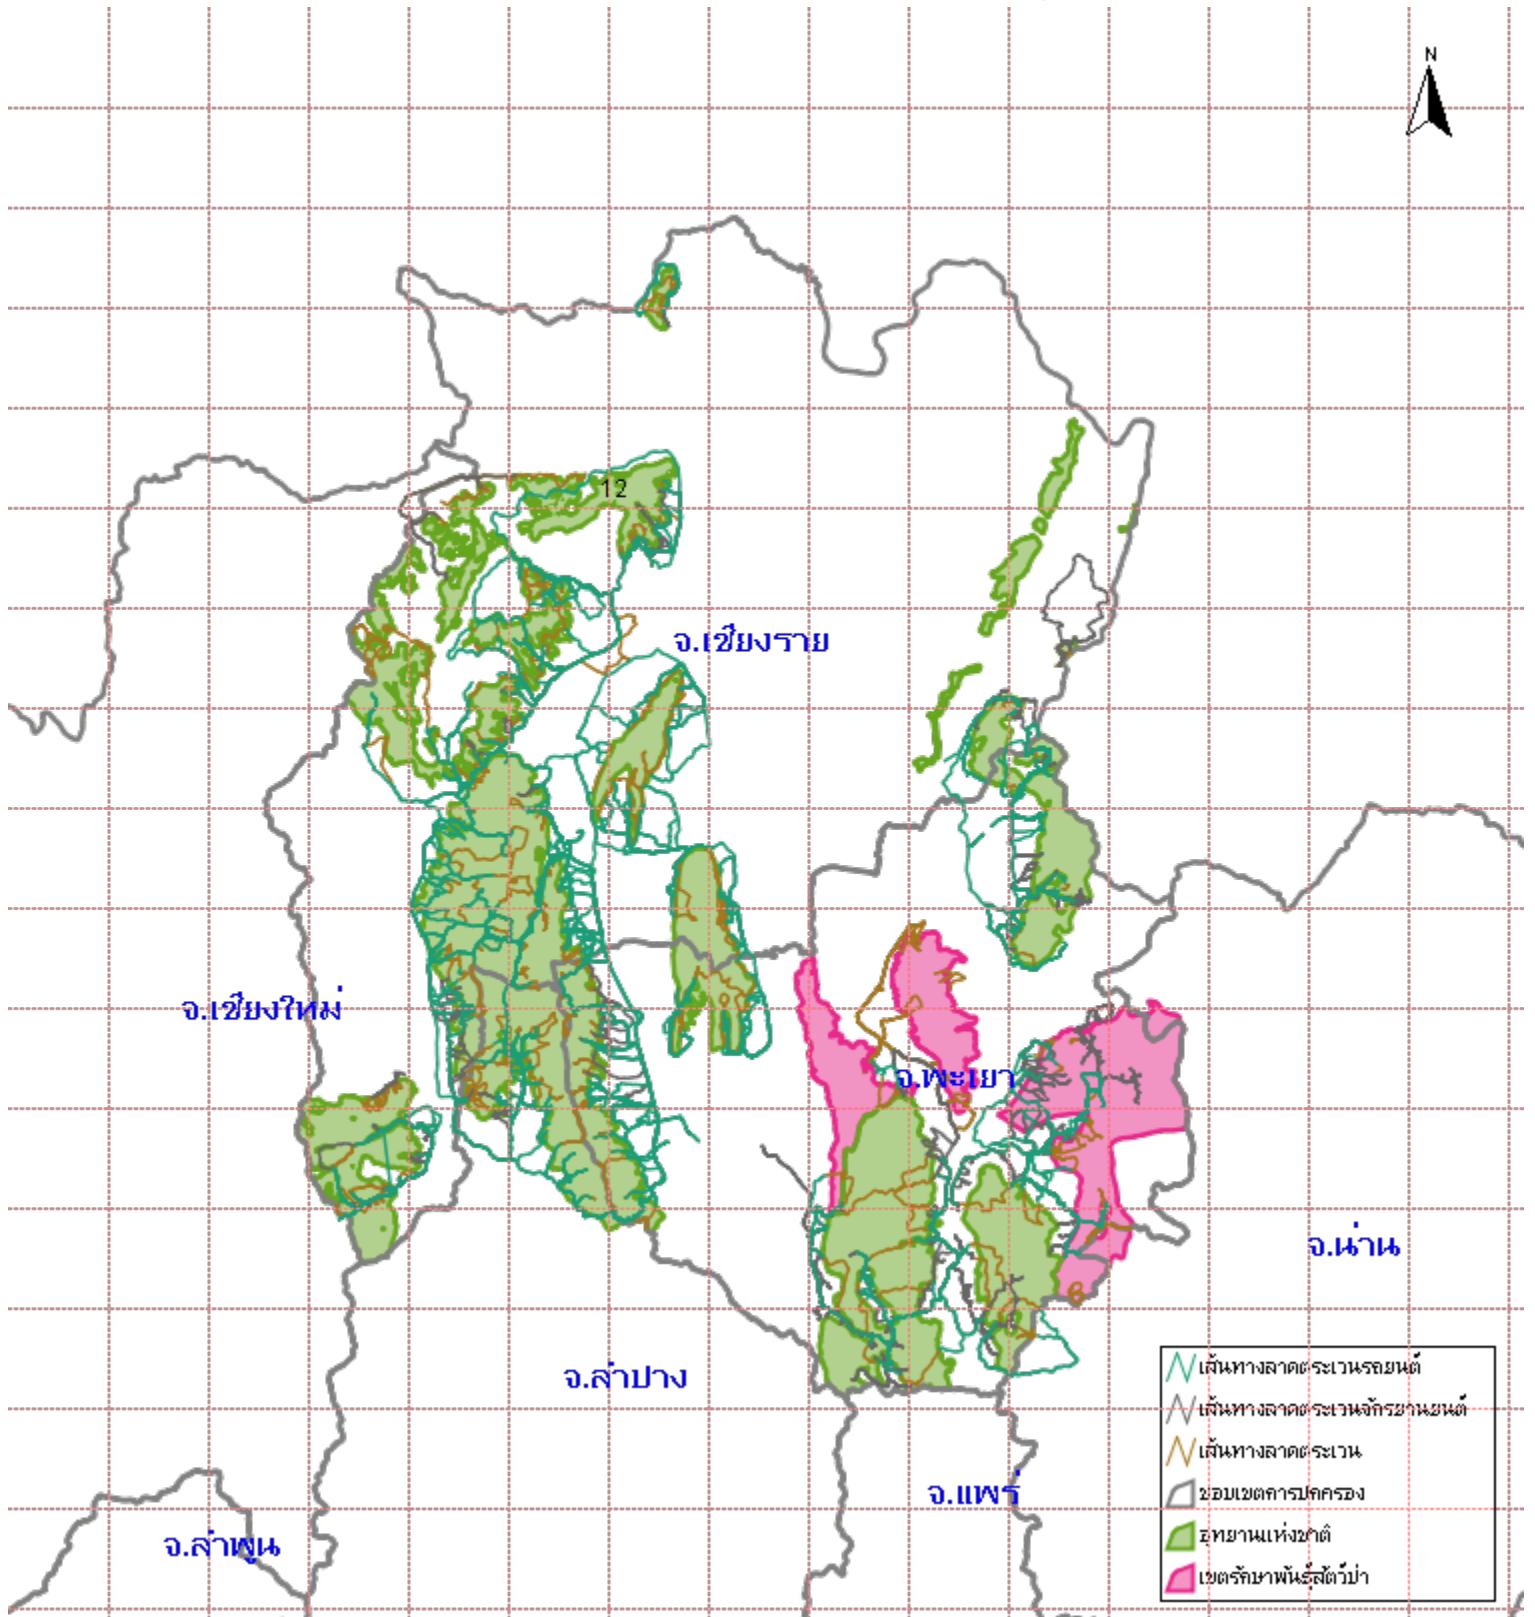 N
12
จ.เชียงราย
จ.เชียงใหม่
จ.พะเยา
จ.น่าน
6
จ.ลำปาง
จ.แพร่
จ.ลำพูน
เส้นทางลาดตระเวนรถยนต์
เส้นทางลาดตระเวนจักรยานยนต์
เส้นทางลาดตระเวน
ขอบเขตการปกครอง
อุทยานแห่งชาติ
เขตรักษาพันธุ์สัตว์ป่า